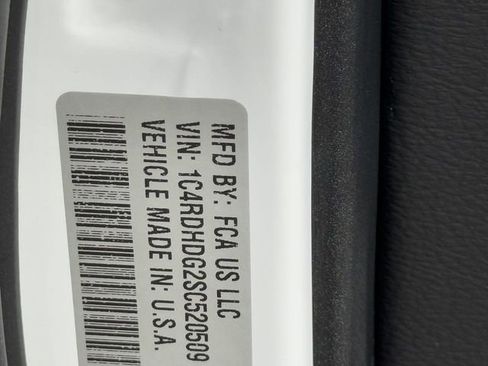 MFD BY: FCA US LLC
VIN: 1C4RDHDG2SC520509
VEHICLE MADE IN: U.S.A.